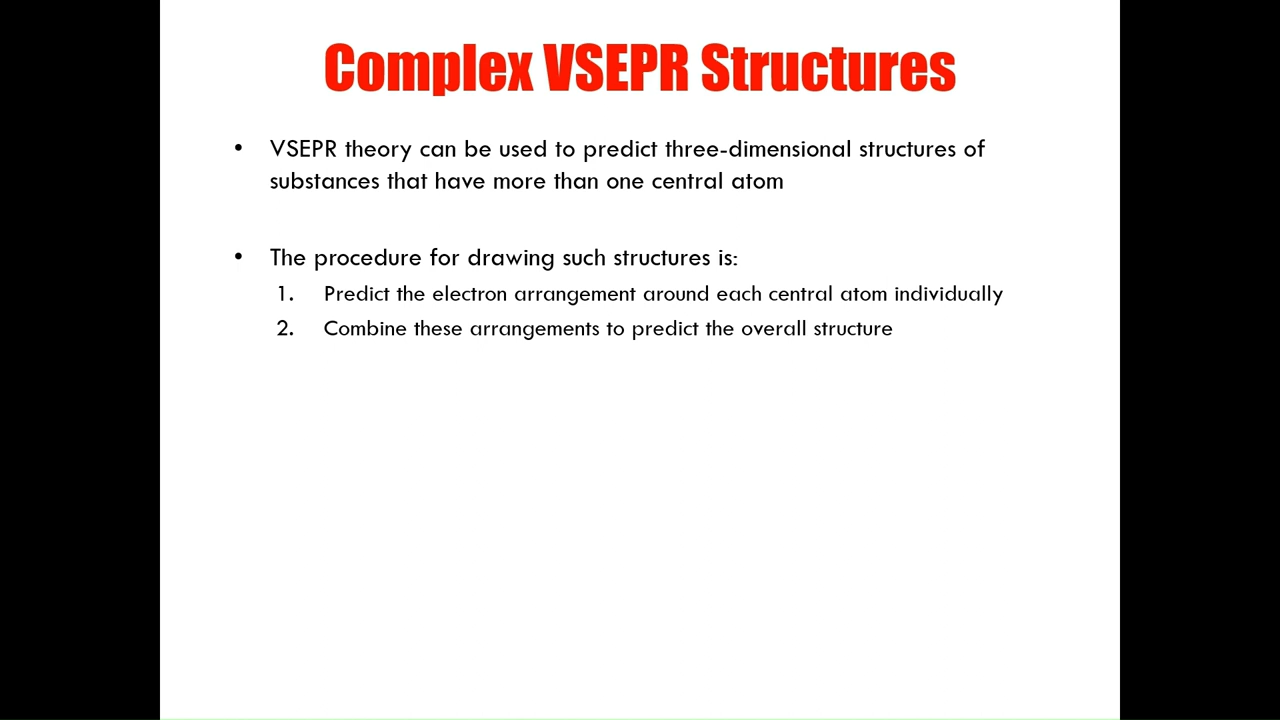 Complex VSEPR Structures
• VSEPR theory can be used to predict three-dimensional structures of
substances that have more than one central atom
• The procedure for drawing such structures is:
1. Predict the electron arrangement around each central atom individually
2. Combine these arrangements to predict the overall structure